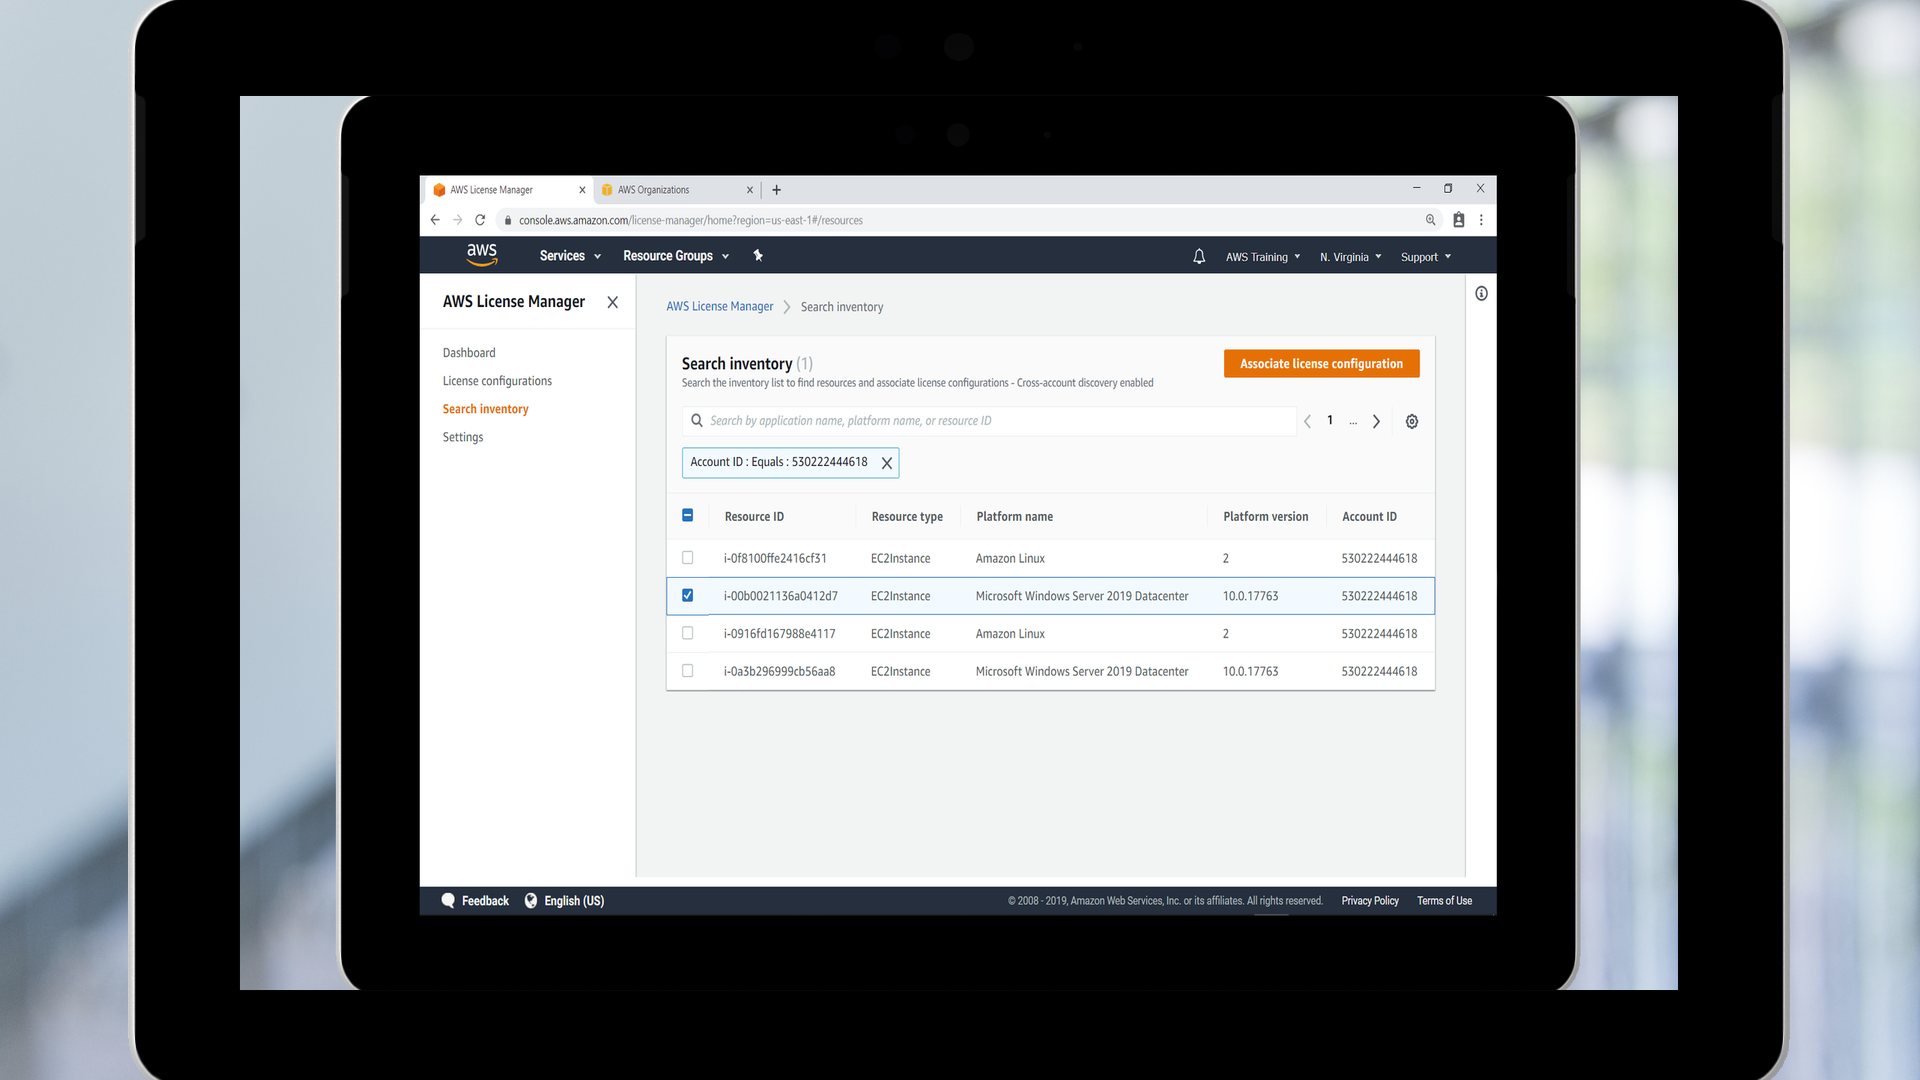 AWS License Manager
AWS Organizations
console.aws.amazon.com/license-manager/home?region=us-east-1#/resources
aws
Services
Resource Groups
AWS Training
N. Virginia
Support
AWS License Manager
Dashboard
License configurations
Search inventory
Settings
AWS License Manager
Search inventory
Search inventory (1)
Associate license configuration
Search the inventory list to find resources and associate license configurations - Cross-account discovery enabled
Search by application name, platform name, or resource ID
1 ...
Account ID : Equals : 530222444618
Resource ID Resource type Platform name Platform version Account ID
i-0f8100ffe2416cf31 EC2Instance Amazon Linux 2 530222444618
i-00b0021136a0412d7 EC2Instance Microsoft Windows Server 2019 Datacenter 10.0.17763 530222444618
i-0916fd167988e4117 EC2Instance Amazon Linux 2 530222444618
i-0a3b296999cb56aa8 EC2Instance Microsoft Windows Server 2019 Datacenter 10.0.17763 530222444618
Feedback
English (US)
© 2008 - 2019, Amazon Web Services, Inc. or its affiliates. All rights reserved.
Privacy Policy
Terms of Use